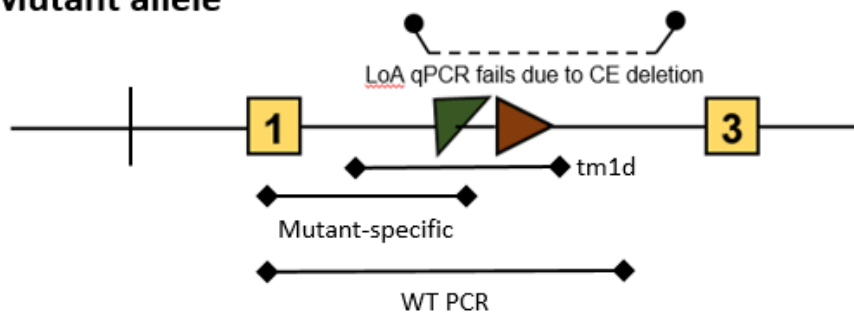 Mutant allele
LoA qPCR fails due to CE deletion
1
3
tm1d
Mutant-specific
WT PCR